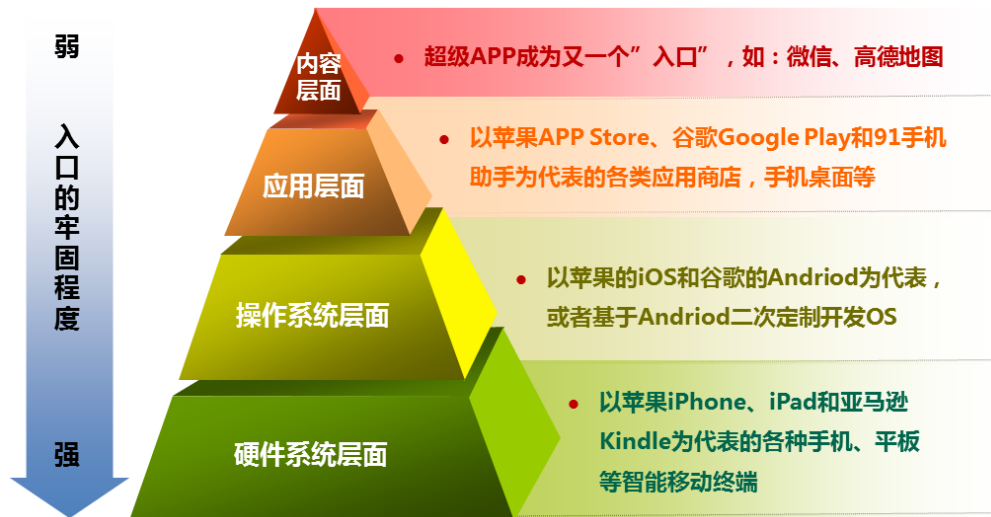 弱
入口的牢固程度
强
内容
层面
超级APP成为又一个”入口”，如：微信、高德地图
应用层面
以苹果APP Store、谷歌Google Play和91手机
助手为代表的各类应用商店，手机桌面等
操作系统层面
以苹果的iOS和谷歌的Andriod为代表，
或者基于Andriod二次定制开发OS
硬件系统层面
以苹果iPhone、iPad和亚马逊
Kindle为代表的各种手机、平板
等智能移动终端